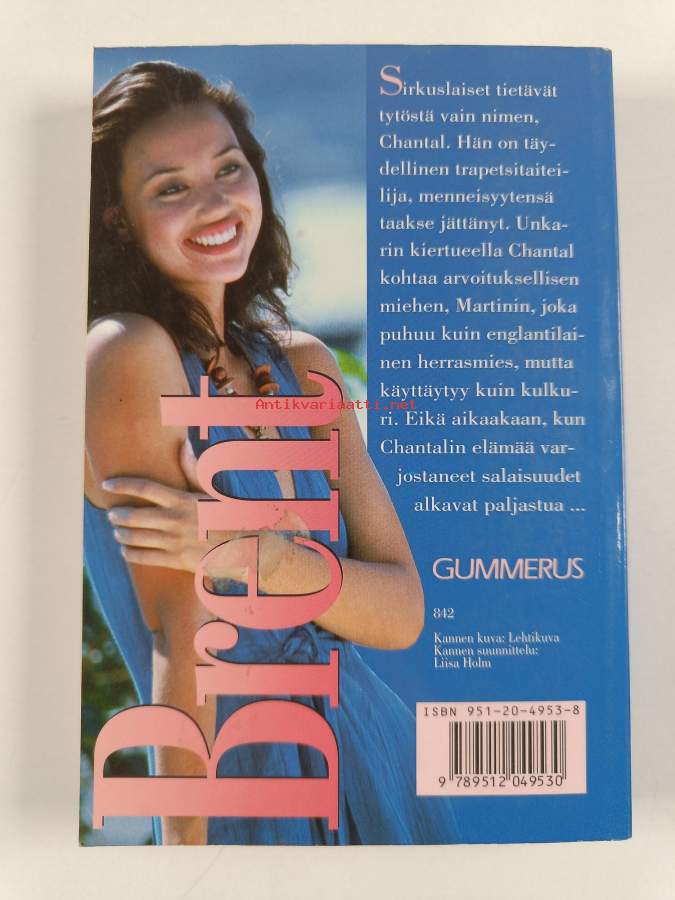 Sirkuslaiset tietävät
tytöstä vain nimen,
Chantal. Hän on täy-
dellinen trapetsitaitei-
lija, menneisyytensä
taakse jättänyt. Unka-
rin kiertueella Chantal
kohtaa arvoituksellisen
miehen, Martinin, joka
puhuu kuin englantilai-
nen herrasmies, mutta
käyttäytyy kuin kulku-
ri. Eikä aikaakaan, kun
Chantalin elämää var-
jostaneet salaisuudet
alkavat paljastua ...
Brent
Antikvariaatti.net
GUMMERUS
842
Kannen kuva: Lehtikuva
Kannen suunnittelu:
Liisa Holm
ISBN 951-20-4953-8
9 789512 049530